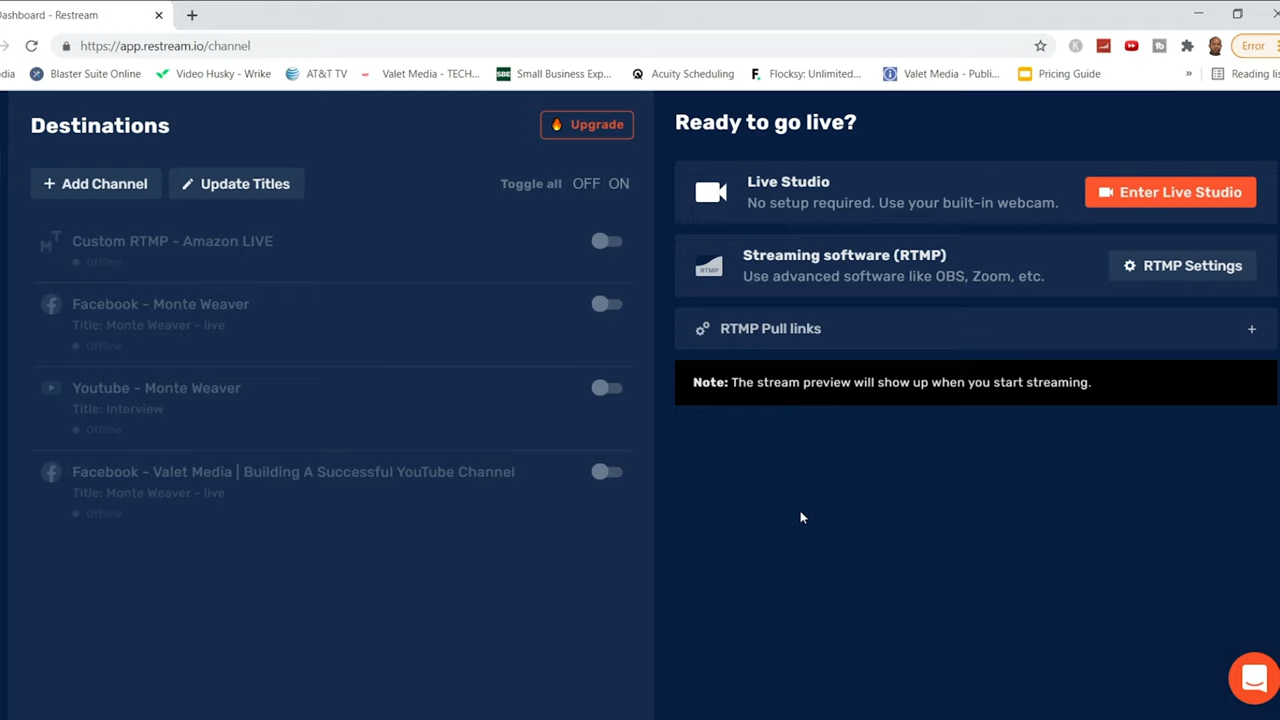 Dashboard - Restream
https://app.restream.io/channel
Error
dia
Blaster Suite Online
Video Husky - Wrike
AT&T TV
Valet Media - TECH...
SBE
Small Business Exp...
Acuity Scheduling
F.
Flocksy: Unlimited...
Valet Media - Publi...
Pricing Guide
»
Reading lis
Destinations
Upgrade
+ Add Channel
Update Titles
Toggle all OFF ON
MT
Custom RTMP - Amazon LIVE
Offline
Facebook - Monte Weaver
Title: Monte Weaver - live
Offline
Youtube - Monte Weaver
Title: Interview
Offline
Facebook - Valet Media | Building A Successful YouTube Channel
Title: Monte Weaver - live
Offline
Ready to go live?
Live Studio
No setup required. Use your built-in webcam.
Enter Live Studio
RTMP
Streaming software (RTMP)
Use advanced software like OBS, Zoom, etc.
RTMP Settings
RTMP Pull links
+
Note: The stream preview will show up when you start streaming.